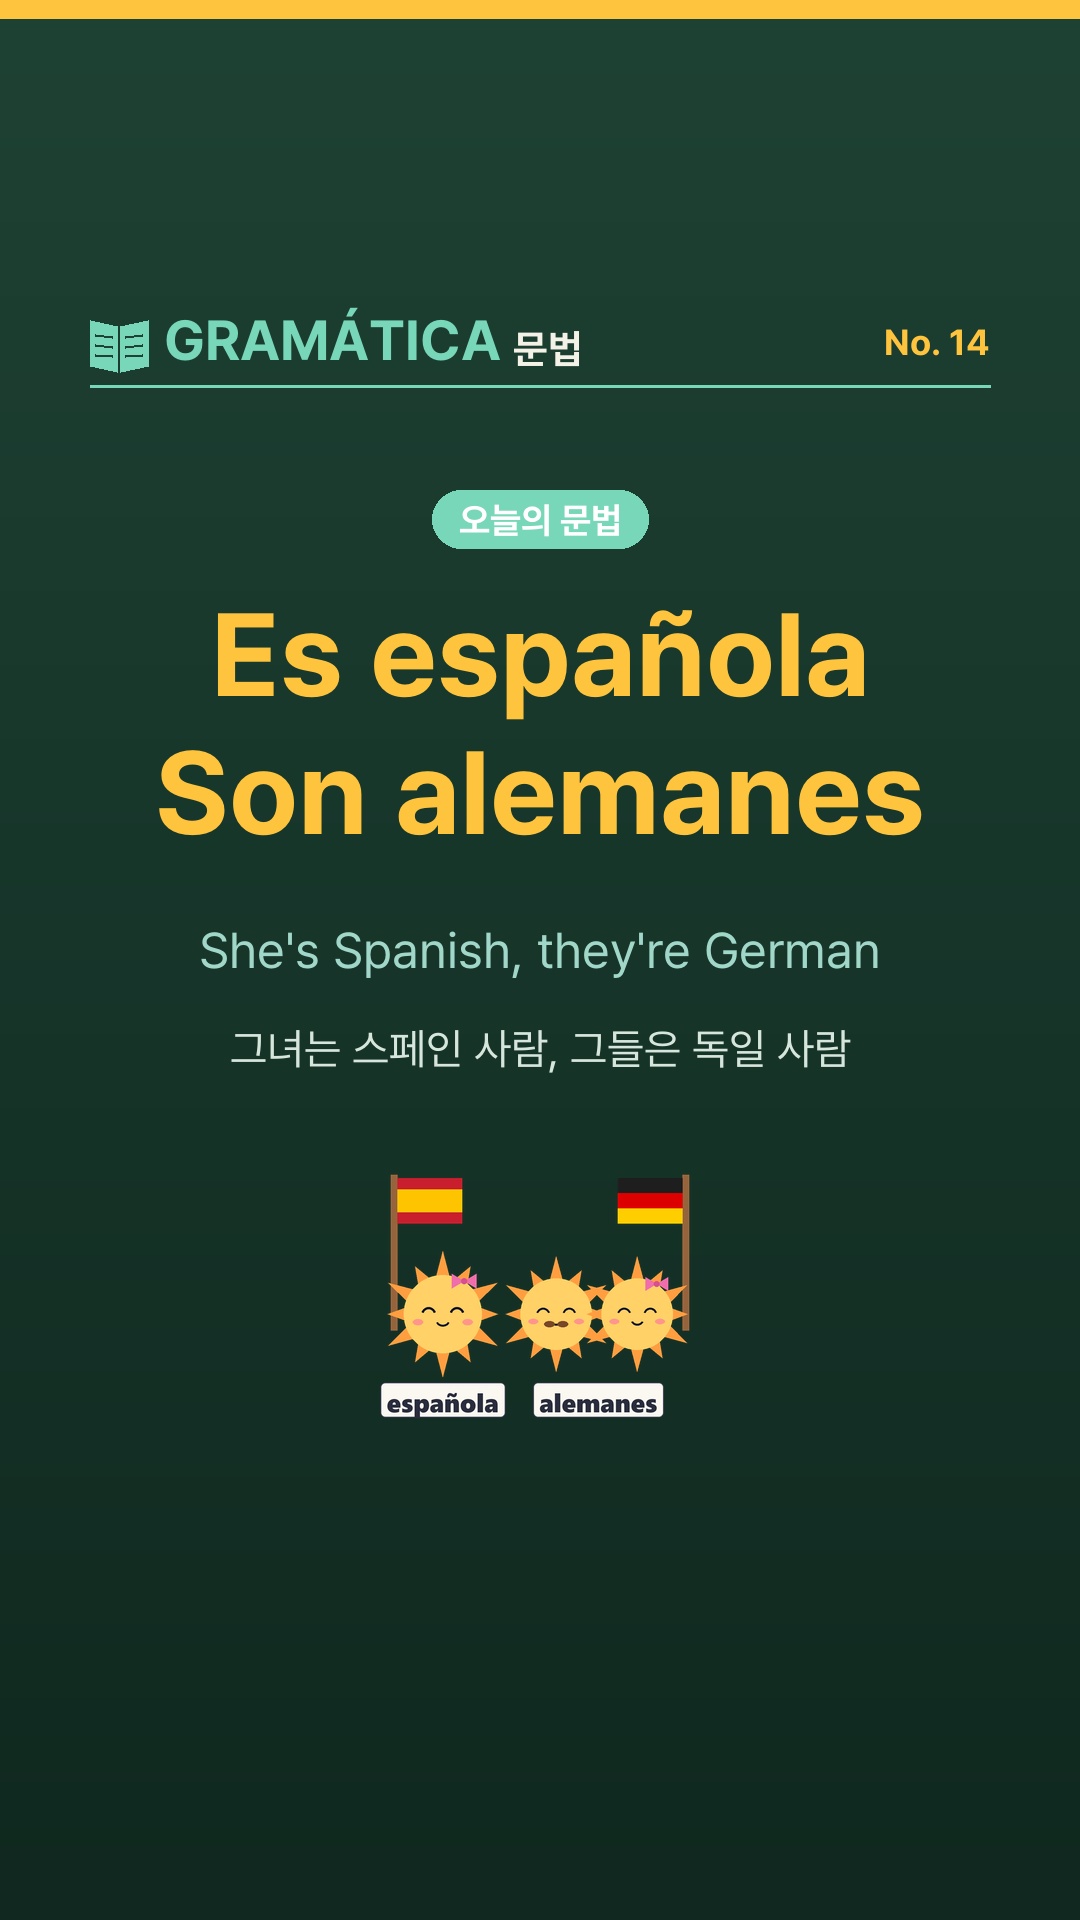 GRAMÁTICA 문법
No. 14
오늘의 문법
Es española
Son alemanes
She's Spanish, they're German
그녀는 스페인 사람, 그들은 독일 사람
española
alemanes